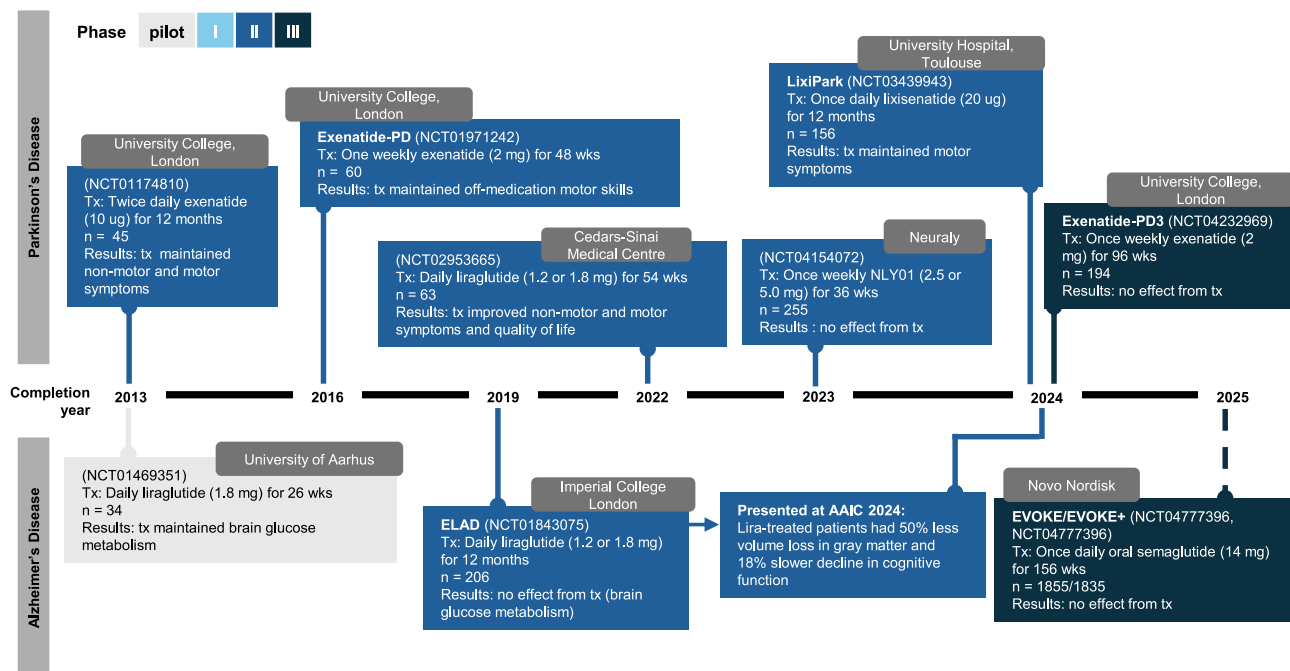 Phase pilot I II III
Parkinson's Disease
University College,
London
(NCT01174810)
Tx: Twice daily exenatide
(10 ug) for 12 months
n = 45
Results: tx maintained
non-motor and motor
symptoms
University College,
London
Exenatide-PD (NCT01971242)
Tx: One weekly exenatide (2 mg) for 48 wks
n = 60
Results: tx maintained off-medication motor skills
Cedars-Sinai
Medical Centre
(NCT02953665)
Tx: Daily liraglutide (1.2 or 1.8 mg) for 54 wks
n = 63
Results: tx improved non-motor and motor
symptoms and quality of life
Neuraly
(NCT04154072)
Tx: Once weekly NLY01 (2.5 or
5.0 mg) for 36 wks
n = 255
Results : no effect from tx
University Hospital,
Toulouse
LixiPark (NCT03439943)
Tx: Once daily lixisenatide (20 ug)
for 12 months
n = 156
Results: tx maintained motor
symptoms
University College,
London
Exenatide-PD3 (NCT04232969)
Tx: Once weekly exenatide (2
mg) for 96 wks
n = 194
Results: no effect from tx
Completion
year
2013 2016 2019 2022 2023 2024 2025
Alzheimer's Disease
University of Aarhus
(NCT01469351)
Tx: Daily liraglutide (1.8 mg) for 26 wks
n = 34
Results: tx maintained brain glucose
metabolism
Imperial College
London
ELAD (NCT01843075)
Tx: Daily liraglutide (1.2 or 1.8 mg)
for 12 months
n = 206
Results: no effect from tx (brain
glucose metabolism)
Presented at AAIC 2024:
Lira-treated patients had 50% less
volume loss in gray matter and
18% slower decline in cognitive
function
Novo Nordisk
EVOKE/EVOKE+ (NCT04777396,
NCT04777396)
Tx: Once daily oral semaglutide (14 mg)
for 156 wks
n = 1855/1835
Results: no effect from tx